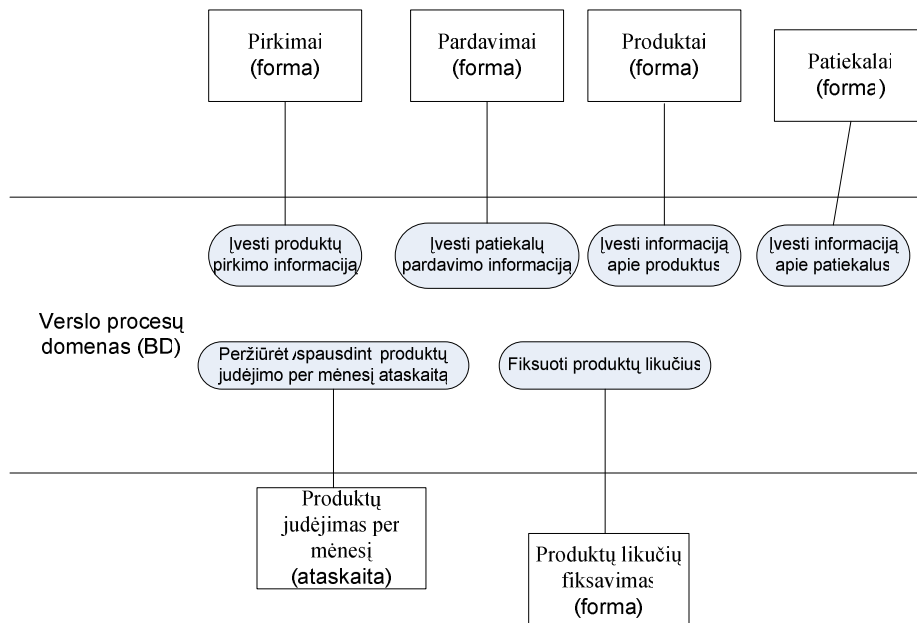 Pirkimai
(forma)
Pardavimai
(forma)
Produktai
(forma)
Patiekalai
(forma)
Įvesti produktų
pirkimo informaciją
Įvesti patiekalų
pardavimo informaciją
Įvesti informaciją
apie produktus
Įvesti informaciją
apie patiekalus
Verslo procesų
domenas (BD)
Peržiūrėt/spausdint produktų
judėjimo per mėnesį ataskaitą
Fiksuoti produktų likučius
Produktų
judėjimas per
mėnesį
(ataskaita)
Produktų likučių
fiksavimas
(forma)